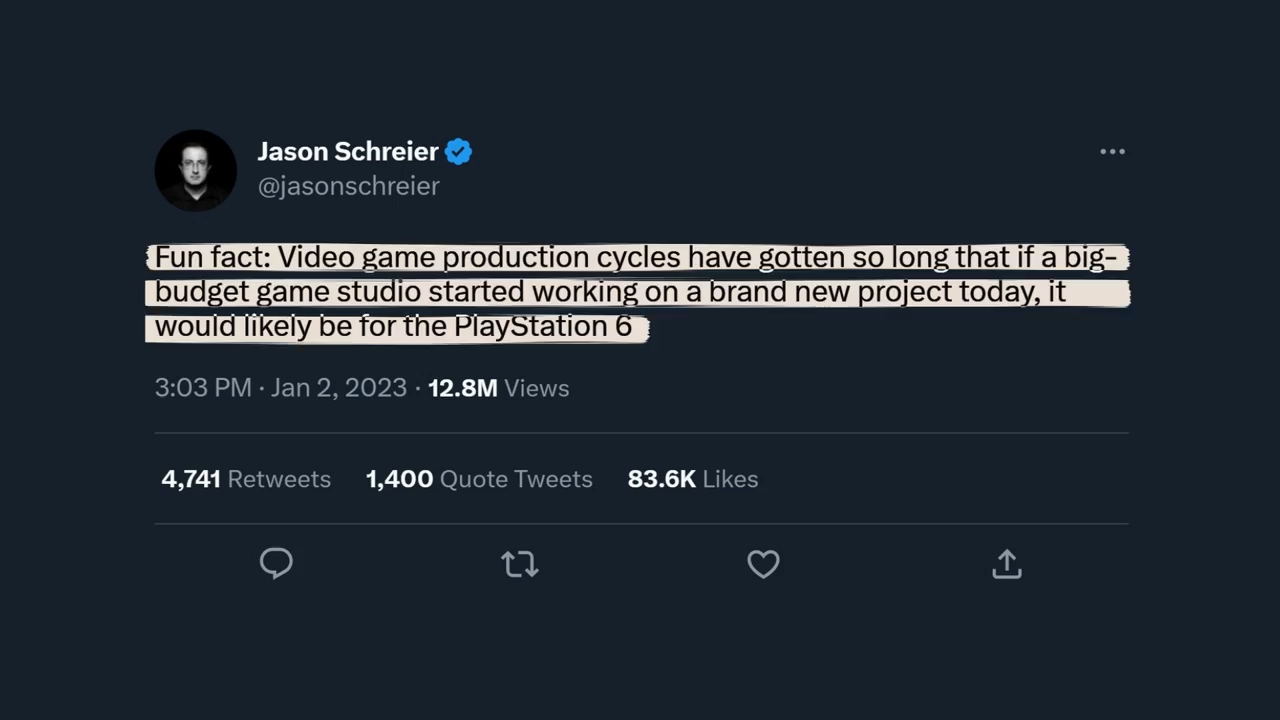 Jason Schreier
@jasonschreier
Fun fact: Video game production cycles have gotten so long that if a big-
budget game studio started working on a brand new project today, it
would likely be for the PlayStation 6
3:03 PM · Jan 2, 2023 · 12.8M Views
4,741 Retweets 1,400 Quote Tweets 83.6K Likes